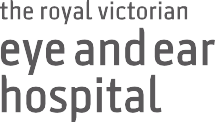 the royal victorian
eye and ear
hospital